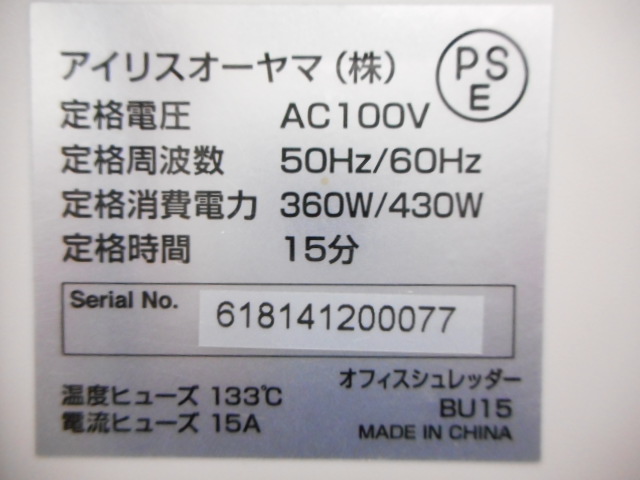 アイリスオーヤマ(株)
PS
E
定格電圧 AC100V
定格周波数 50Hz/60Hz
定格消費電力 360W/430W
定格時間 15分
Serial No. 618141200077
温度ヒューズ 133℃
電流ヒューズ 15A
オフィスシュレッダー
BU15
MADE IN CHINA